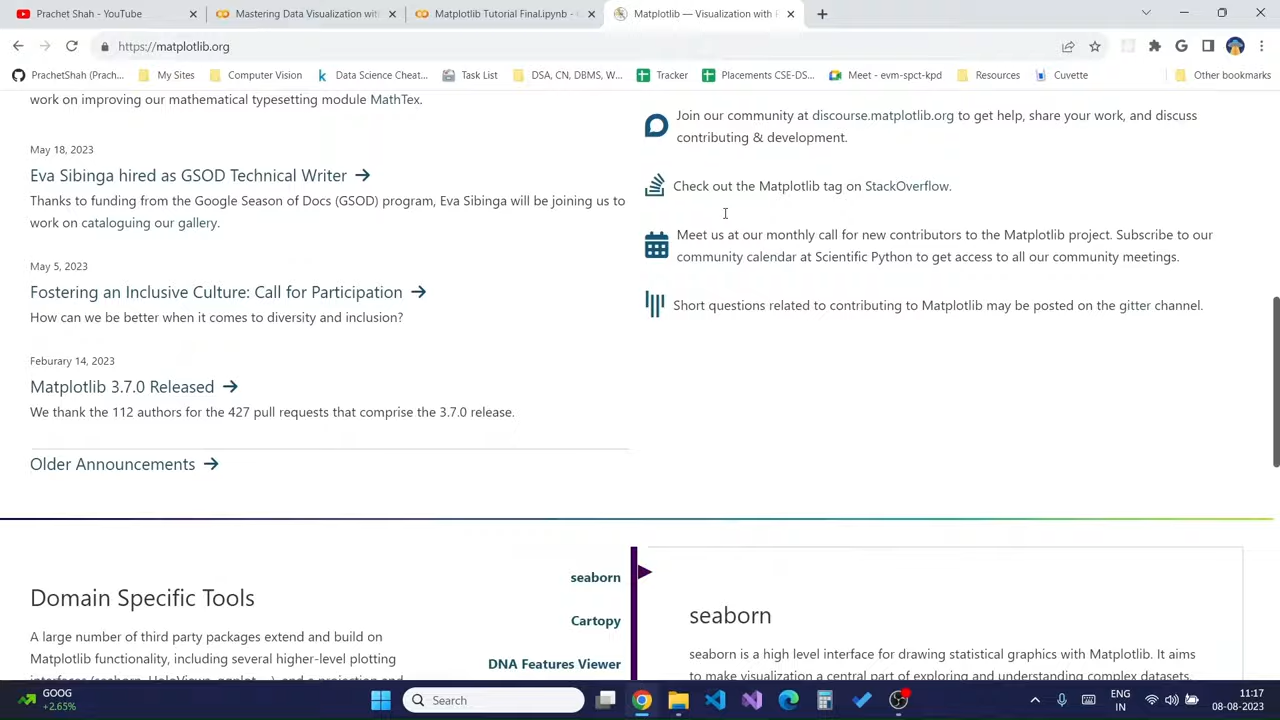 Prachet Shah - YouTube
Mastering Data Visualization with
Matplotlib Tutorial Final.ipynb -
Matplotlib — Visualization with
https://matplotlib.org
PrachetShah (Prach...
My Sites
Computer Vision
Data Science Cheat...
Task List
DSA, CN, DBMS, W...
Tracker
Placements CSE-DS...
Meet - evm-spct-kpd
Resources
Cuvette
Other bookmarks
work on improving our mathematical typesetting module MathTex.
May 18, 2023
Eva Sibinga hired as GSOD Technical Writer
Thanks to funding from the Google Season of Docs (GSOD) program, Eva Sibinga will be joining us to
work on cataloguing our gallery.
May 5, 2023
Fostering an Inclusive Culture: Call for Participation
How can we be better when it comes to diversity and inclusion?
Feburary 14, 2023
Matplotlib 3.7.0 Released
We thank the 112 authors for the 427 pull requests that comprise the 3.7.0 release.
Older Announcements
Join our community at discourse.matplotlib.org to get help, share your work, and discuss
contributing & development.
Check out the Matplotlib tag on StackOverflow.
Meet us at our monthly call for new contributors to the Matplotlib project. Subscribe to our
community calendar at Scientific Python to get access to all our community meetings.
Short questions related to contributing to Matplotlib may be posted on the gitter channel.
Domain Specific Tools
A large number of third party packages extend and build on
Matplotlib functionality, including several higher-level plotting
interfaces (seaborn, HoloViews, ggplot, ...), and a projection and
seaborn
Cartopy
DNA Features Viewer
seaborn
seaborn is a high level interface for drawing statistical graphics with Matplotlib. It aims
to make visualization a central part of exploring and understanding complex datasets.
GOOG
+2.65%
Search
ENG
IN
11:17
08-08-2023